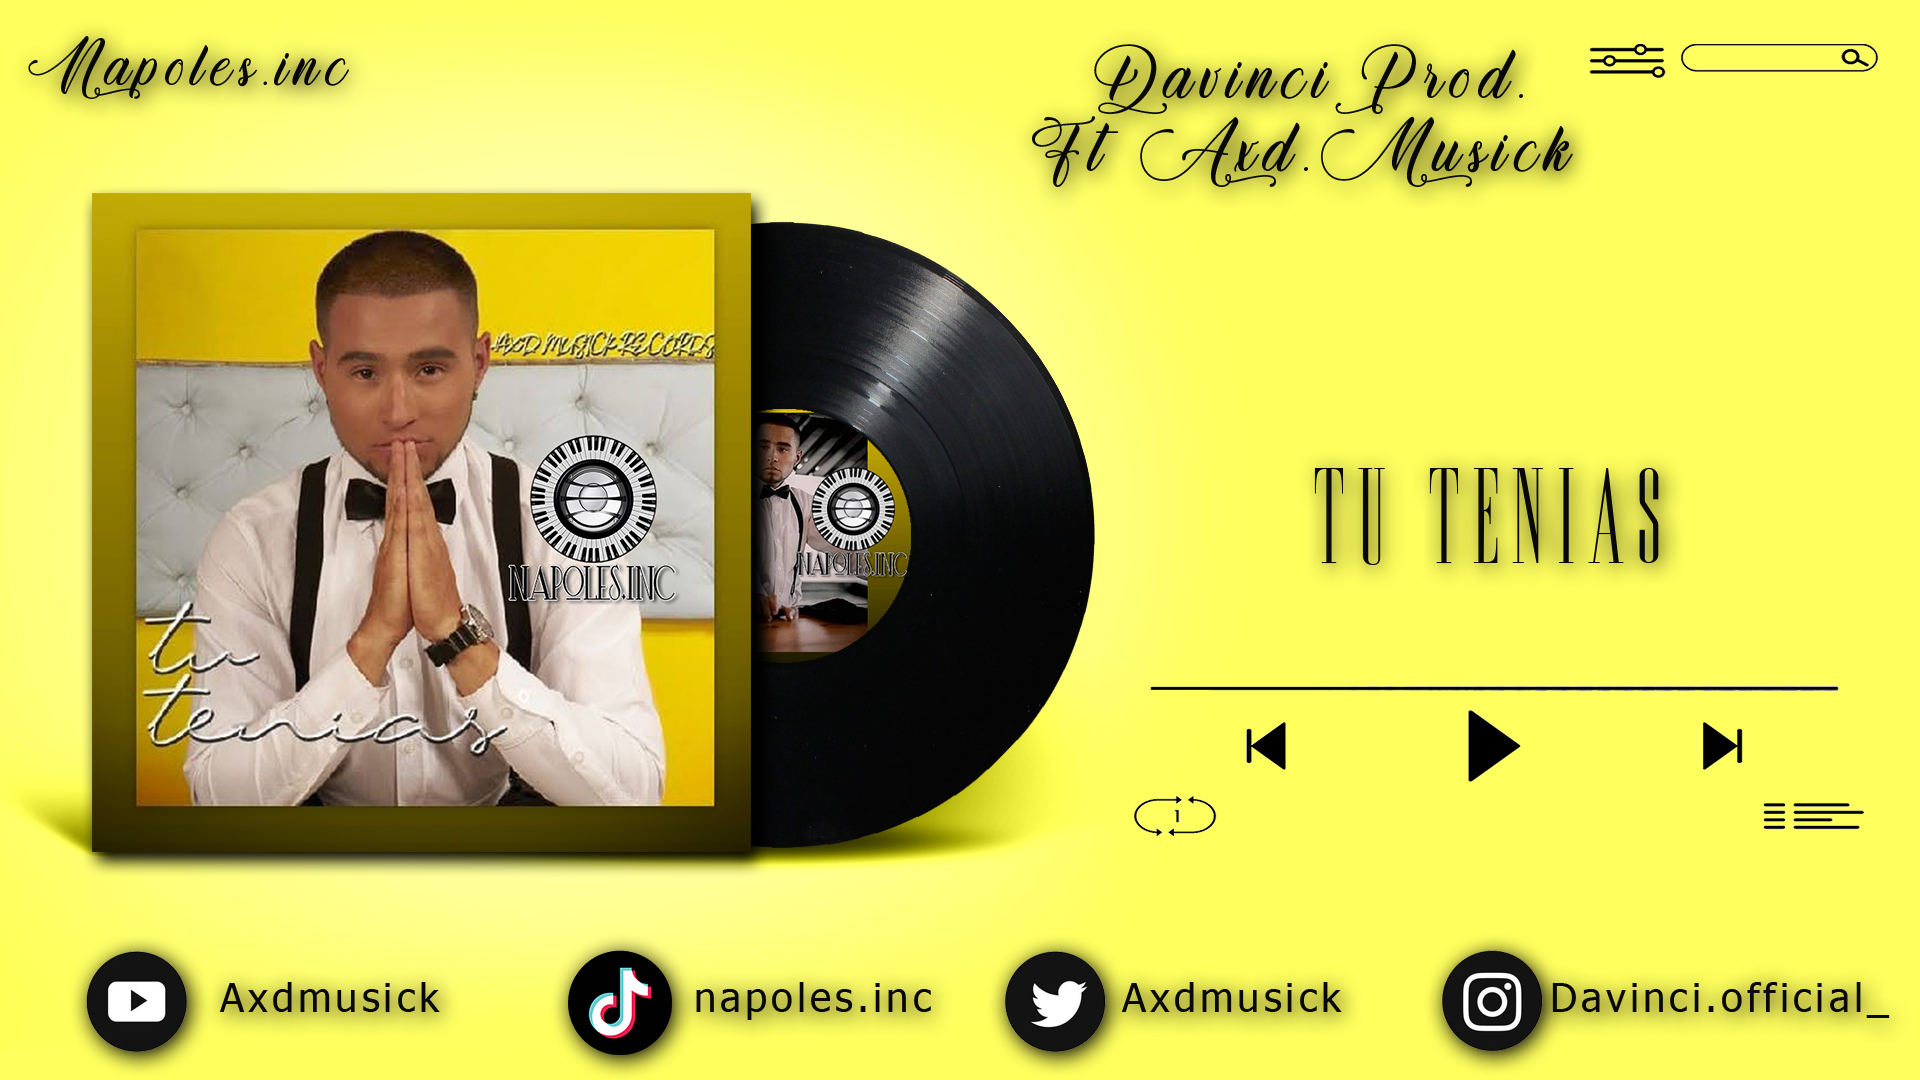 Napoles.inc
Davinci Prod.
Ft Axd.Musick
AXD MUSICK RECORDS
NAPOLES.INC
tu
tenias
NAPOLES.INC
TU TENIAS
1
Axdmusick
napoles.inc
Axdmusick
Davinci.official_